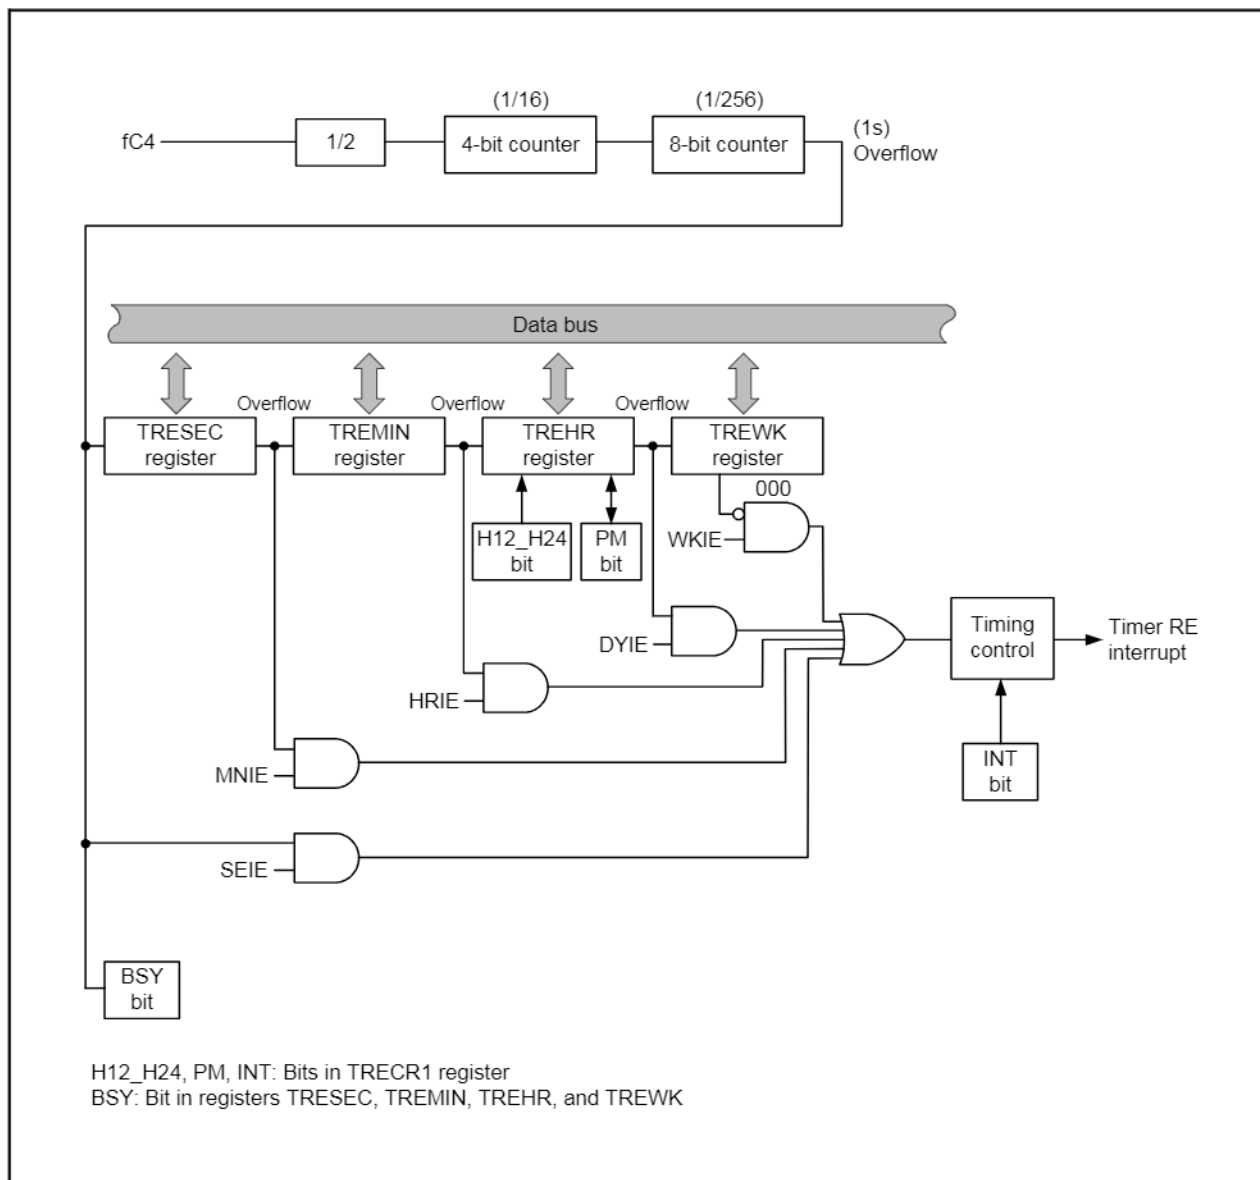 (1/16)
(1/256)
fC4
1/2
4-bit counter
8-bit counter
(1s)
Overflow
Data bus
Overflow
Overflow
Overflow
TRESEC
register
TREMIN
register
TREHR
register
TREWK
register
000
H12_H24
bit
PM
bit
WKIE
DYIE
HRIE
MNIE
SEIE
Timing
control
Timer RE
interrupt
INT
bit
BSY
bit
H12_H24, PM, INT: Bits in TRECR1 register
BSY: Bit in registers TRESEC, TREMIN, TREHR, and TREWK